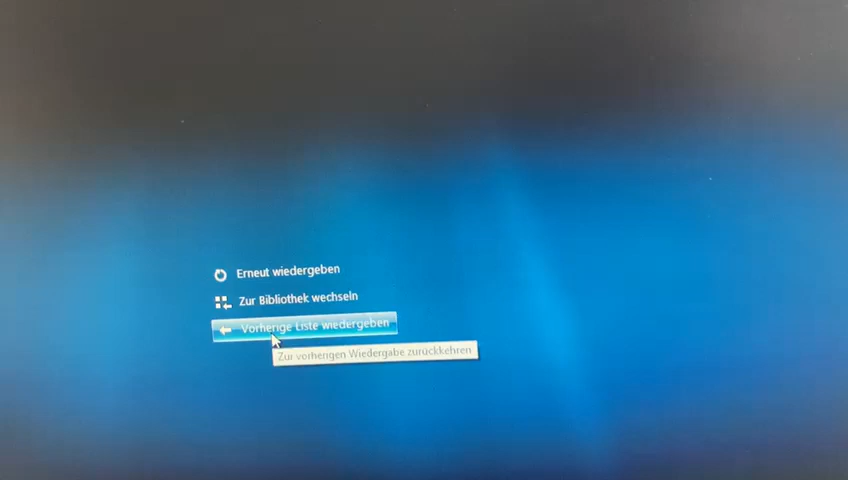 Erneut wiedergeben
Zur Bibliothek wechseln
Vorherige Liste wiedergeben
Zur vorherigen Wiedergabe zurückkehren